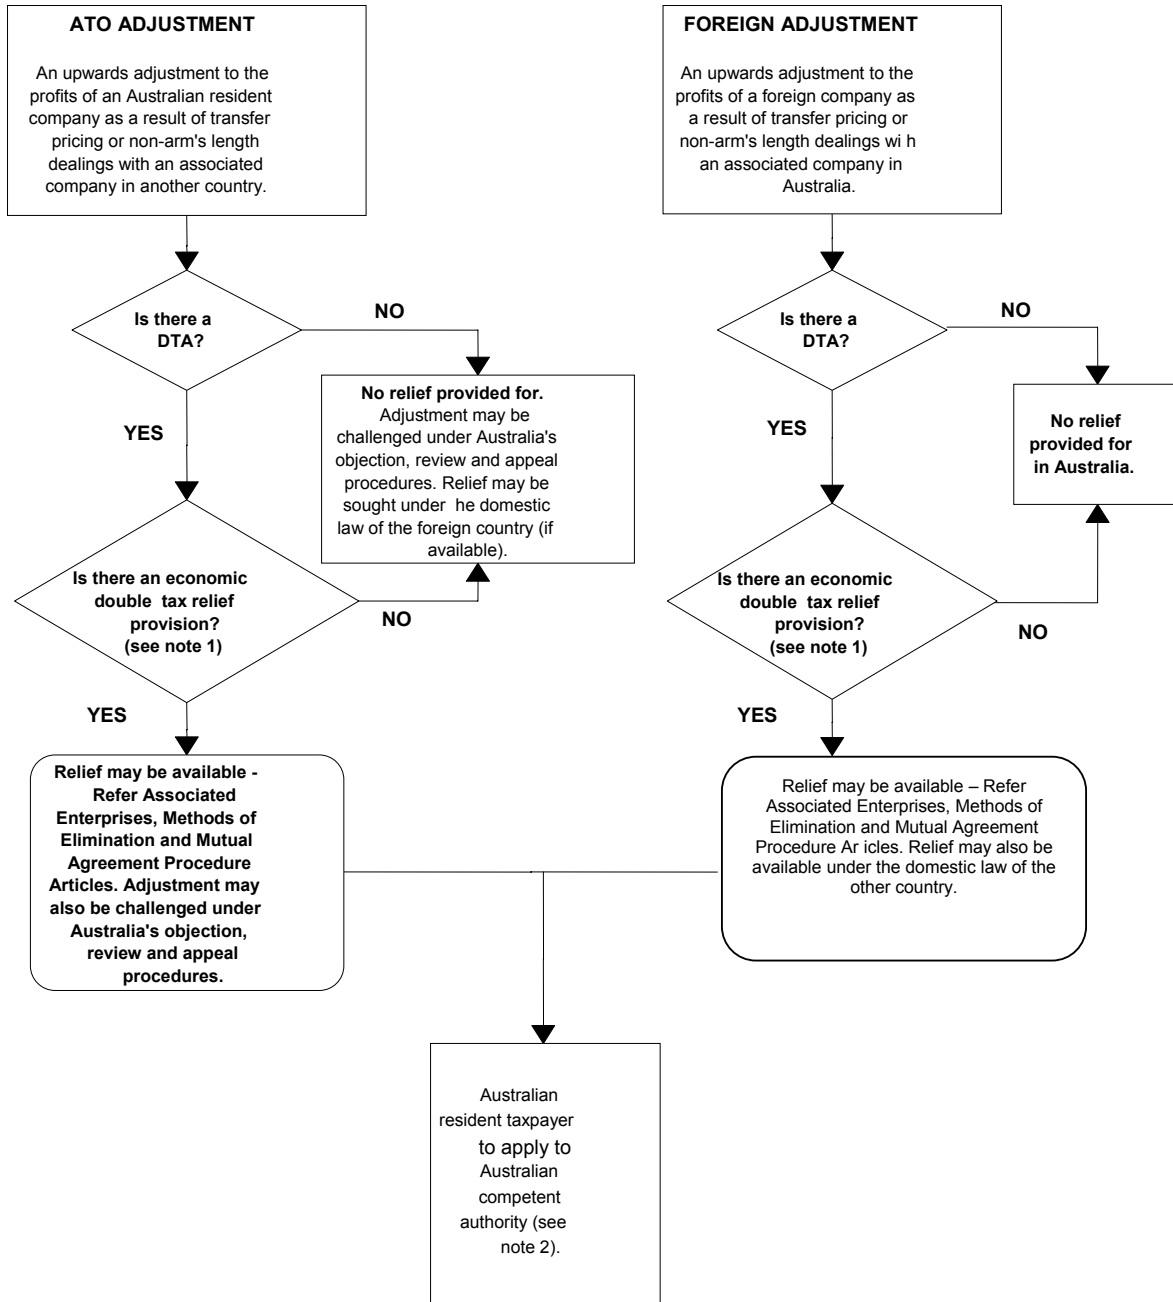 ATO ADJUSTMENT
An upwards adjustment to the
profits of an Australian resident
company as a result of transfer
pricing or non-arm's length
dealings with an associated
company in another country.
FOREIGN ADJUSTMENT
An upwards adjustment to the
profits of a foreign company as
a result of transfer pricing or
non-arm's length dealings wi h
an associated company in
Australia.
Is there a
DTA?
NO
YES
No relief provided for.
Adjustment may be
challenged under Australia's
objection, review and appeal
procedures. Relief may be
sought under he domestic
law of the foreign country (if
available).
Is there a
DTA?
NO
YES
No relief
provided for
in Australia.
Is there an economic
double tax relief
provision?
(see note 1)
NO
YES
Is there an economic
double tax relief
provision?
(see note 1)
NO
YES
Relief may be available -
Refer Associated
Enterprises, Methods of
Elimination and Mutual
Agreement Procedure
Articles. Adjustment may
also be challenged under
Australia's objection,
review and appeal
procedures.
Relief may be available – Refer
Associated Enterprises, Methods of
Elimination and Mutual Agreement
Procedure Ar icles. Relief may also be
available under the domestic law of the
other country.
Australian
resident taxpayer
to apply to
Australian
competent
authority (see
note 2).